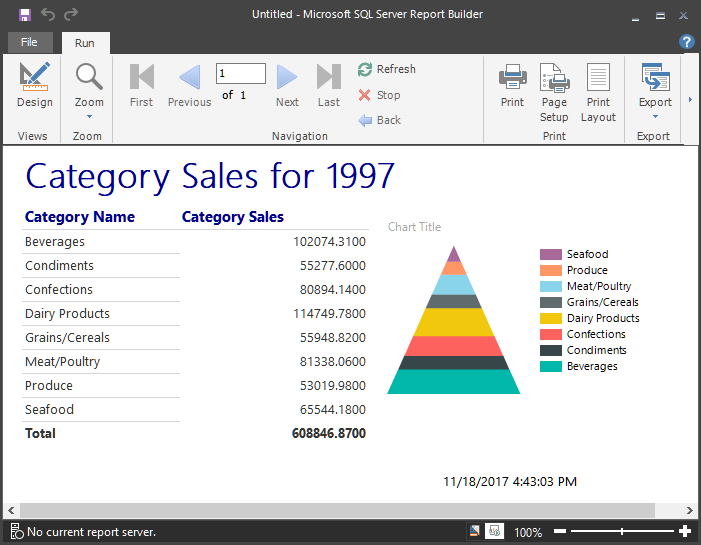 Untitled - Microsoft SQL Server Report Builder
File Run ?
Design Zoom First Previous 1 of 1 Next Last Refresh Stop Back Print Page Setup Print Layout Export
Views Zoom Navigation Print Export
Category Sales for 1997
Category Name Category Sales
Beverages 102074.3100
Condiments 55277.6000
Confections 80894.1400
Dairy Products 114749.7800
Grains/Cereals 55948.8200
Meat/Poultry 81338.0600
Produce 53019.9800
Seafood 65544.1800
Total 608846.8700
Chart Title
Seafood
Produce
Meat/Poultry
Grains/Cereals
Dairy Products
Confections
Condiments
Beverages
11/18/2017 4:43:03 PM
No current report server. 100%